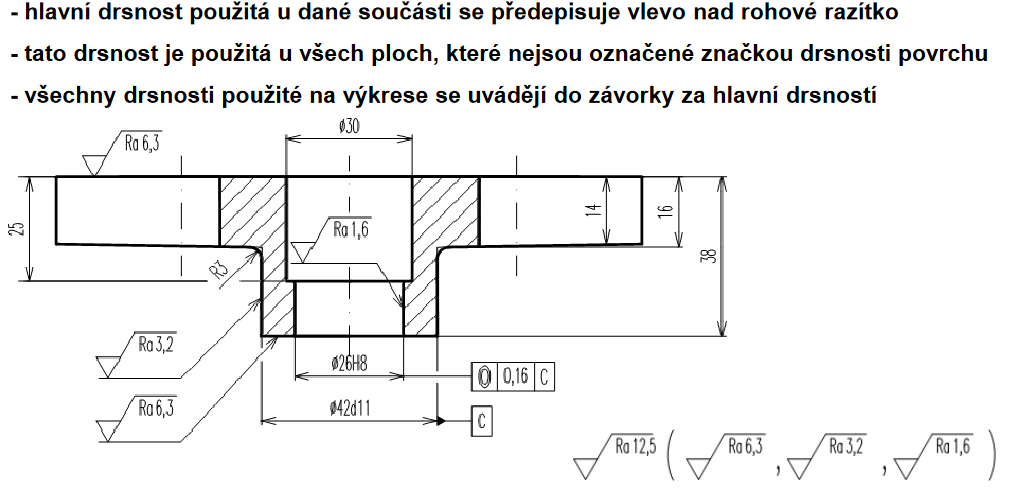 - hlavní drsnost použitá u dané součásti se předepisuje vlevo nad rohové razítko
- tato drsnost je použitá u všech ploch, které nejsou označené značkou drsnosti povrchu
- všechny drsnosti použité na výkrese se uvádějí do závorky za hlavní drsností
Ra 6,3
Ø30
25
Ra 1,6
14
16
38
R3
Ra 3,2
Ø26H8
0,16 C
Ra 6,3
Ø42d11
C
Ra 12,5 ( Ra 6,3 , Ra 3,2 , Ra 1,6 )